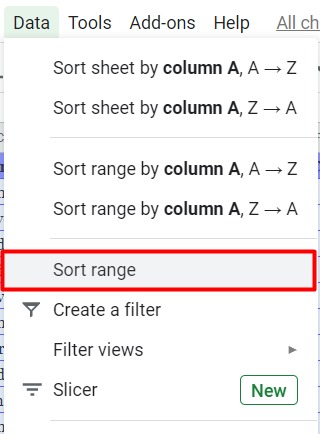 Data Tools Add-ons Help All ch
Sort sheet by column A, A → Z
Sort sheet by column A, Z → A
Sort range by column A, A → Z
Sort range by column A, Z → A
Sort range
Create a filter
Filter views
Slicer New